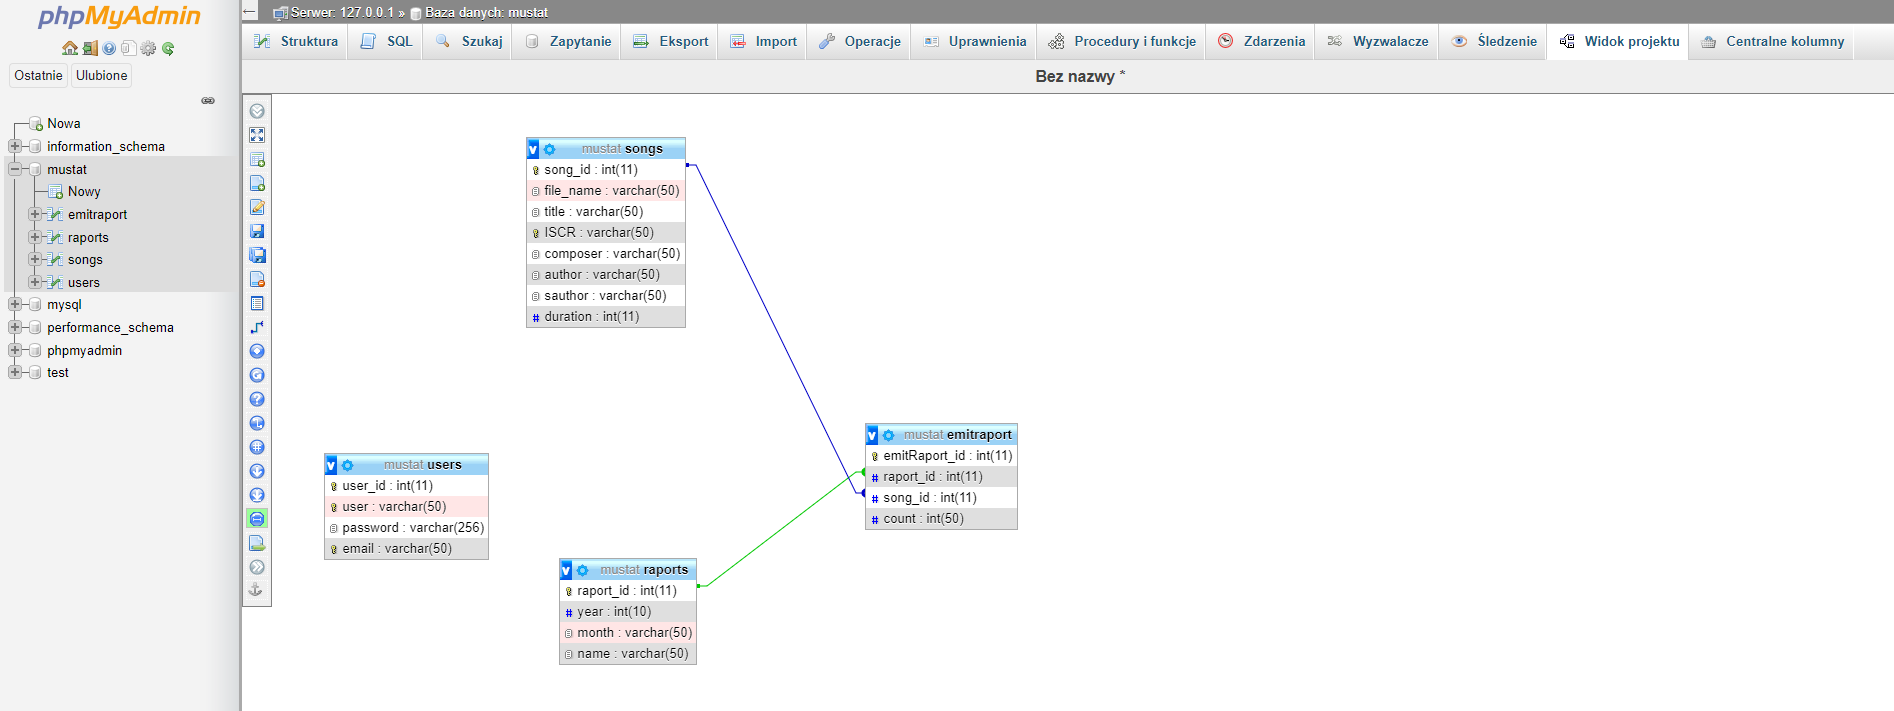 phpMyAdmin
Ostatnie Ulubione
Nowa
information_schema
mustat
Nowy
emitraport
raports
songs
users
mysql
performance_schema
phpmyadmin
test
Serwer: 127.0.0.1 » Baza danych: mustat
Struktura SQL Szukaj Zapytanie Eksport Import Operacje Uprawnienia Procedury i funkcje Zdarzenia Wyzwalacze Śledzenie Widok projektu Centralne kolumny
Bez nazwy *
v mustat songs
song_id : int(11)
file_name : varchar(50)
title : varchar(50)
ISCR : varchar(50)
composer : varchar(50)
author : varchar(50)
sauthor : varchar(50)
# duration : int(11)
v mustat emitraport
emitRaport_id : int(11)
# raport_id : int(11)
# song_id : int(11)
# count : int(50)
v mustat users
user_id : int(11)
user : varchar(50)
password : varchar(256)
email : varchar(50)
v mustat raports
raport_id : int(11)
# year : int(10)
month : varchar(50)
name : varchar(50)